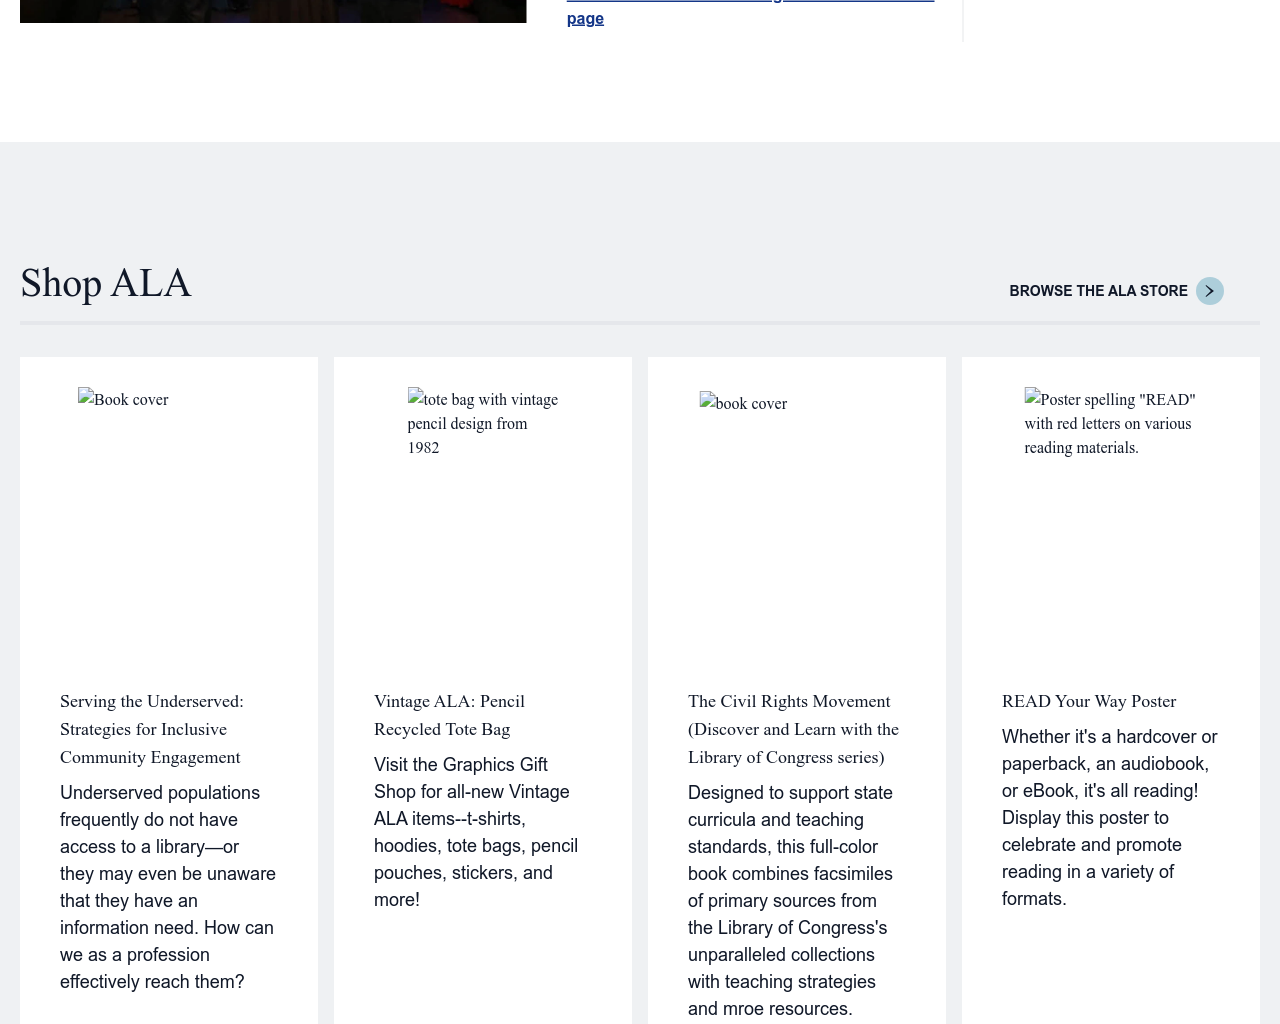 page
Shop ALA
BROWSE THE ALA STORE
Book cover
tote bag with vintage
pencil design from
1982
book cover
Poster spelling "READ"
with red letters on various
reading materials.
Serving the Underserved:
Strategies for Inclusive
Community Engagement
Underserved populations
frequently do not have
access to a library—or
they may even be unaware
that they have an
information need. How can
we as a profession
effectively reach them?
Vintage ALA: Pencil
Recycled Tote Bag
Visit the Graphics Gift
Shop for all-new Vintage
ALA items--t-shirts,
hoodies, tote bags, pencil
pouches, stickers, and
more!
The Civil Rights Movement
(Discover and Learn with the
Library of Congress series)
Designed to support state
curricula and teaching
standards, this full-color
book combines facsimiles
of primary sources from
the Library of Congress's
unparalleled collections
with teaching strategies
and mroe resources.
READ Your Way Poster
Whether it's a hardcover or
paperback, an audiobook,
or eBook, it's all reading!
Display this poster to
celebrate and promote
reading in a variety of
formats.